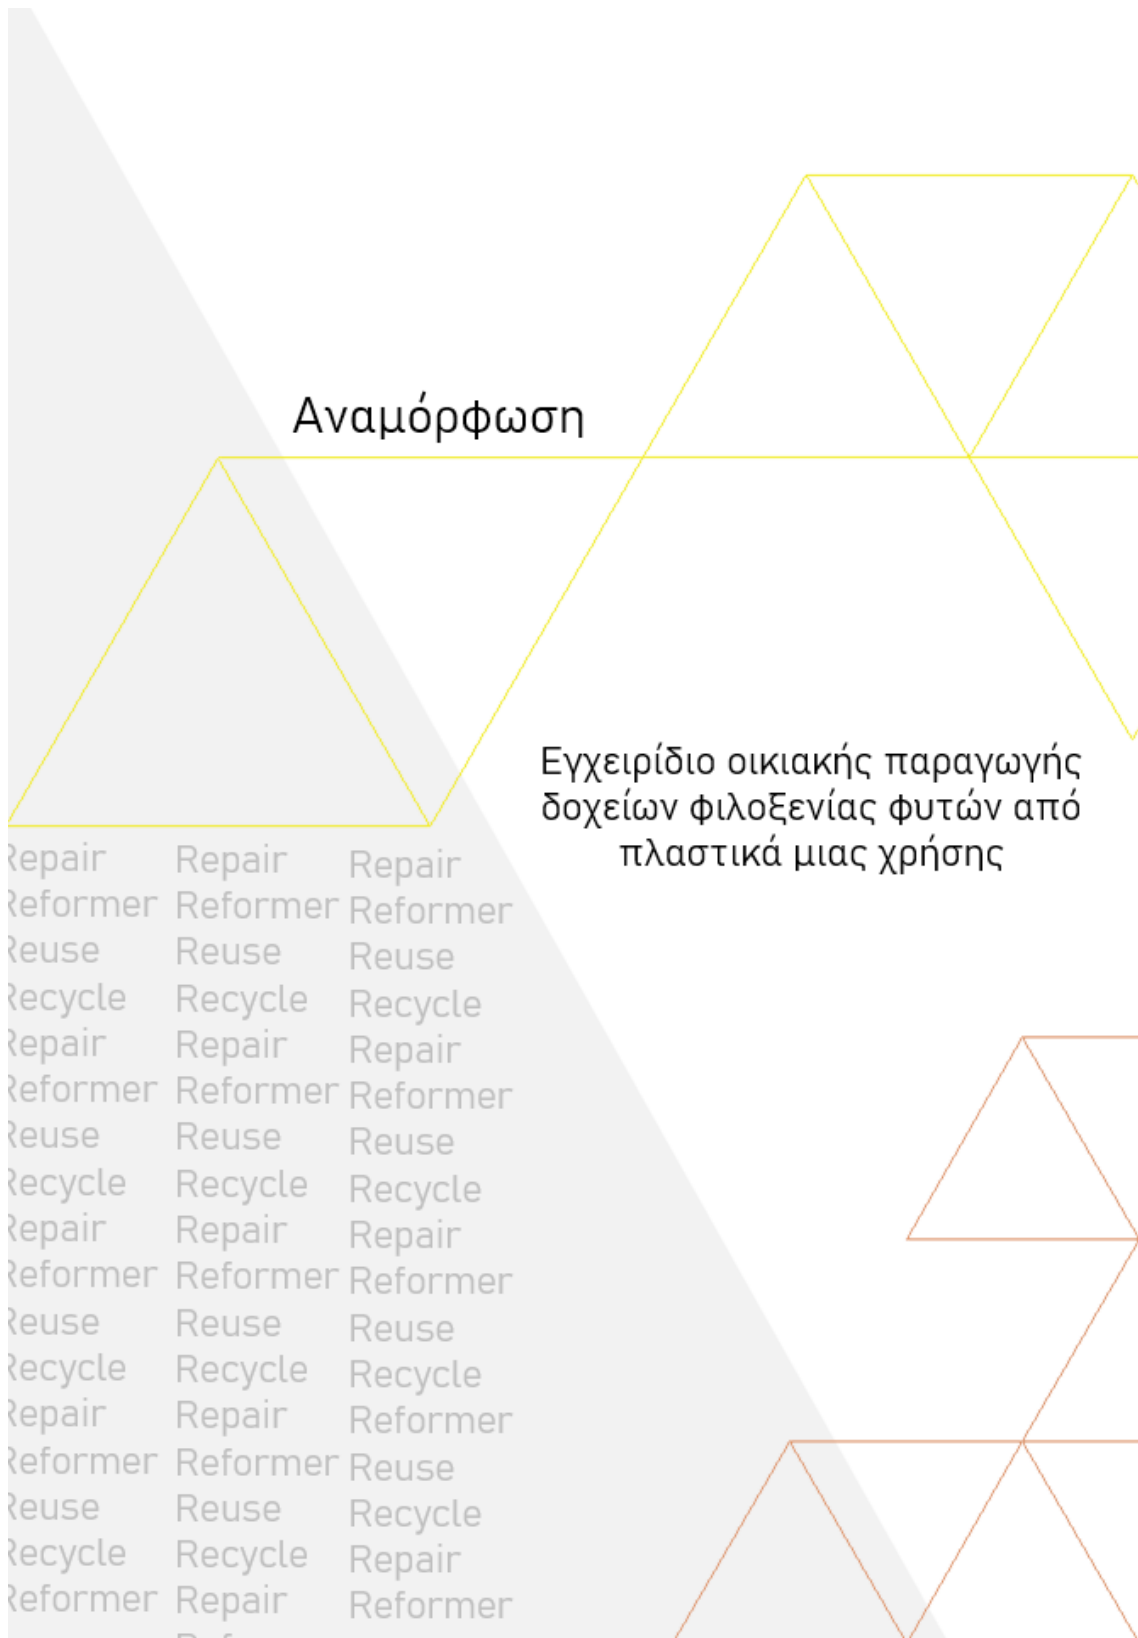 Αναμόρφωση
Εγχειρίδιο οικιακής παραγωγής
δοχείων φιλοξενίας φυτών από
πλαστικά μιας χρήσης
Repair Repair Repair
Reformer Reformer Reformer
Reuse Reuse Reuse
Recycle Recycle Recycle
Repair Repair Repair
Reformer Reformer Reformer
Reuse Reuse Reuse
Recycle Recycle Recycle
Repair Repair Repair
Reformer Reformer Reformer
Reuse Reuse Reuse
Recycle Recycle Recycle
Repair Repair Reformer
Reformer Reformer Reuse
Reuse Reuse Recycle
Recycle Recycle Repair
Reformer Repair Reformer